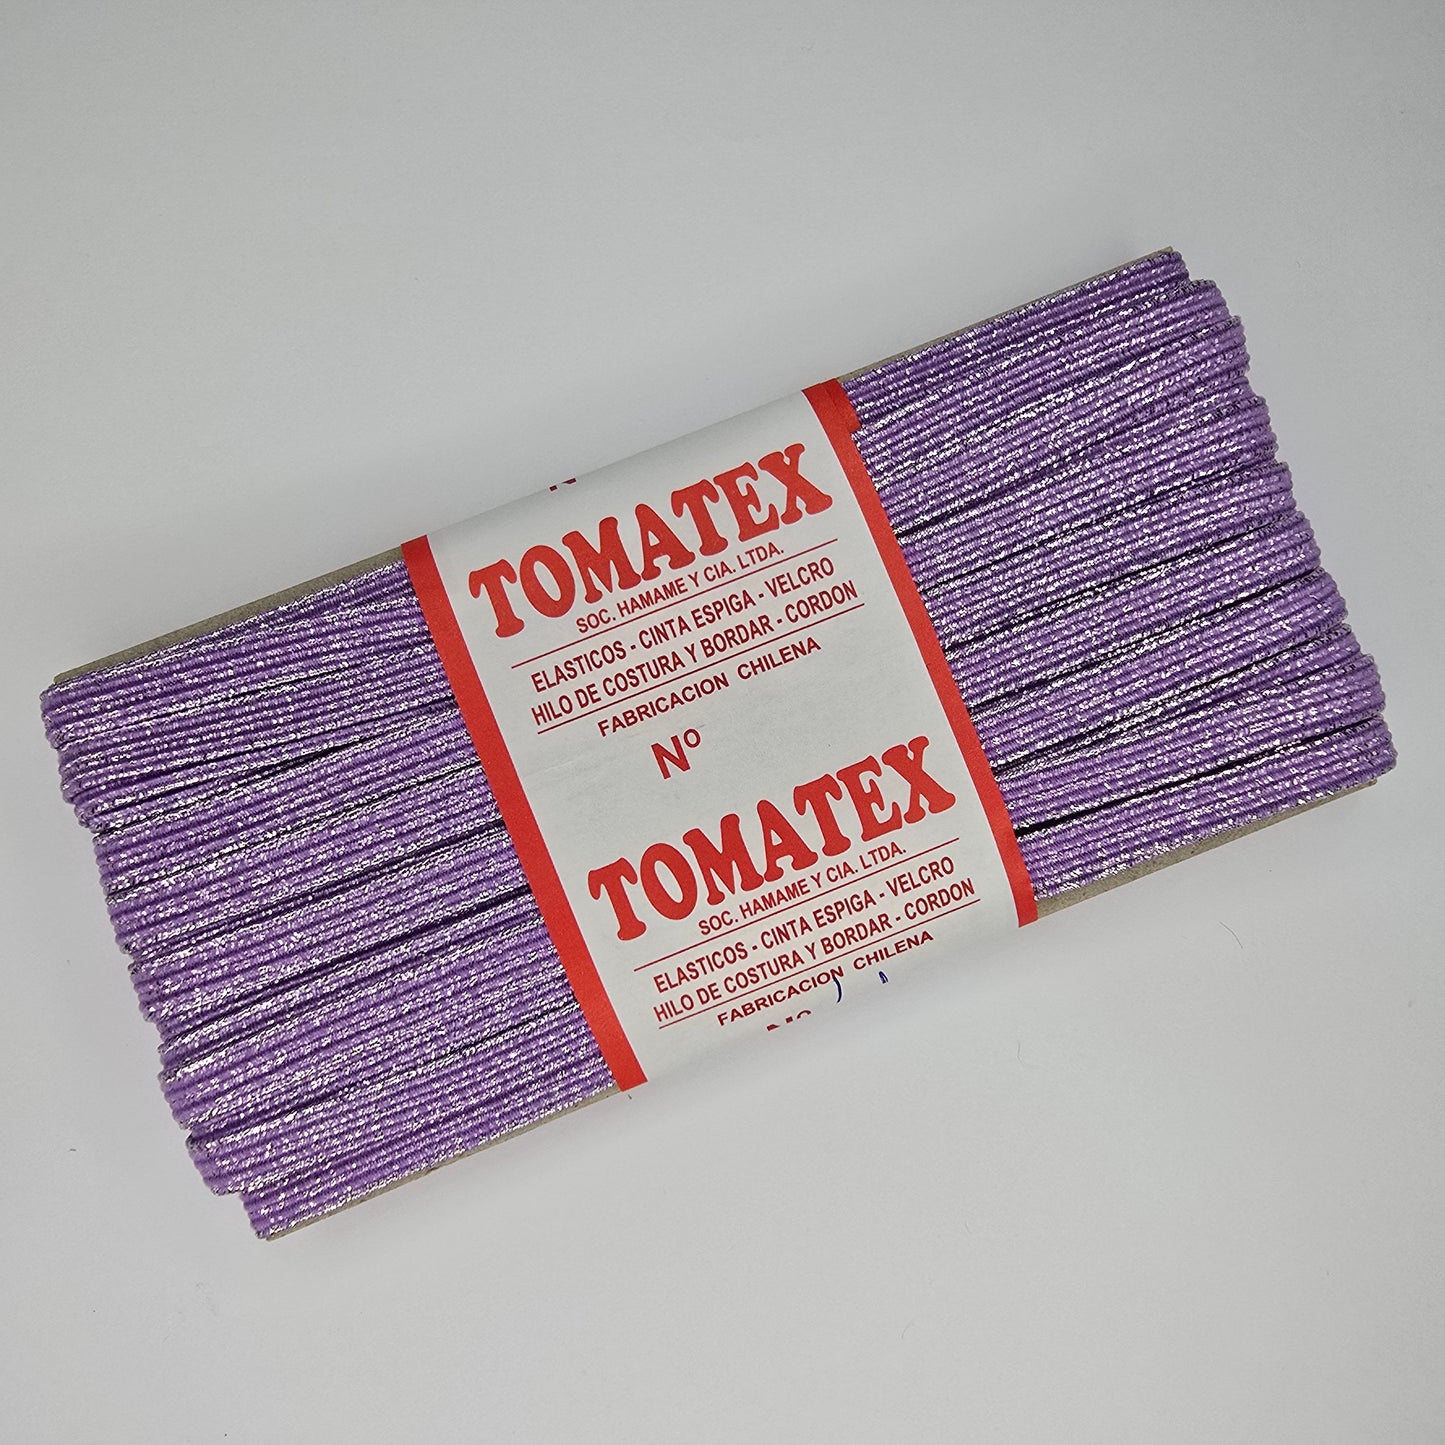 TOMATEX
SOC. HAMAME Y CIA. LTDA.
ELASTICOS - CINTA ESPIGA - VELCRO
HILO DE COSTURA Y BORDAR - CORDON
FABRICACION CHILENA
Nº
TOMATEX
SOC. HAMAME Y CIA. LTDA.
ELASTICOS - CINTA ESPIGA - VELCRO
HILO DE COSTURA Y BORDAR - CORDON
FABRICACION CHILENA
Nº